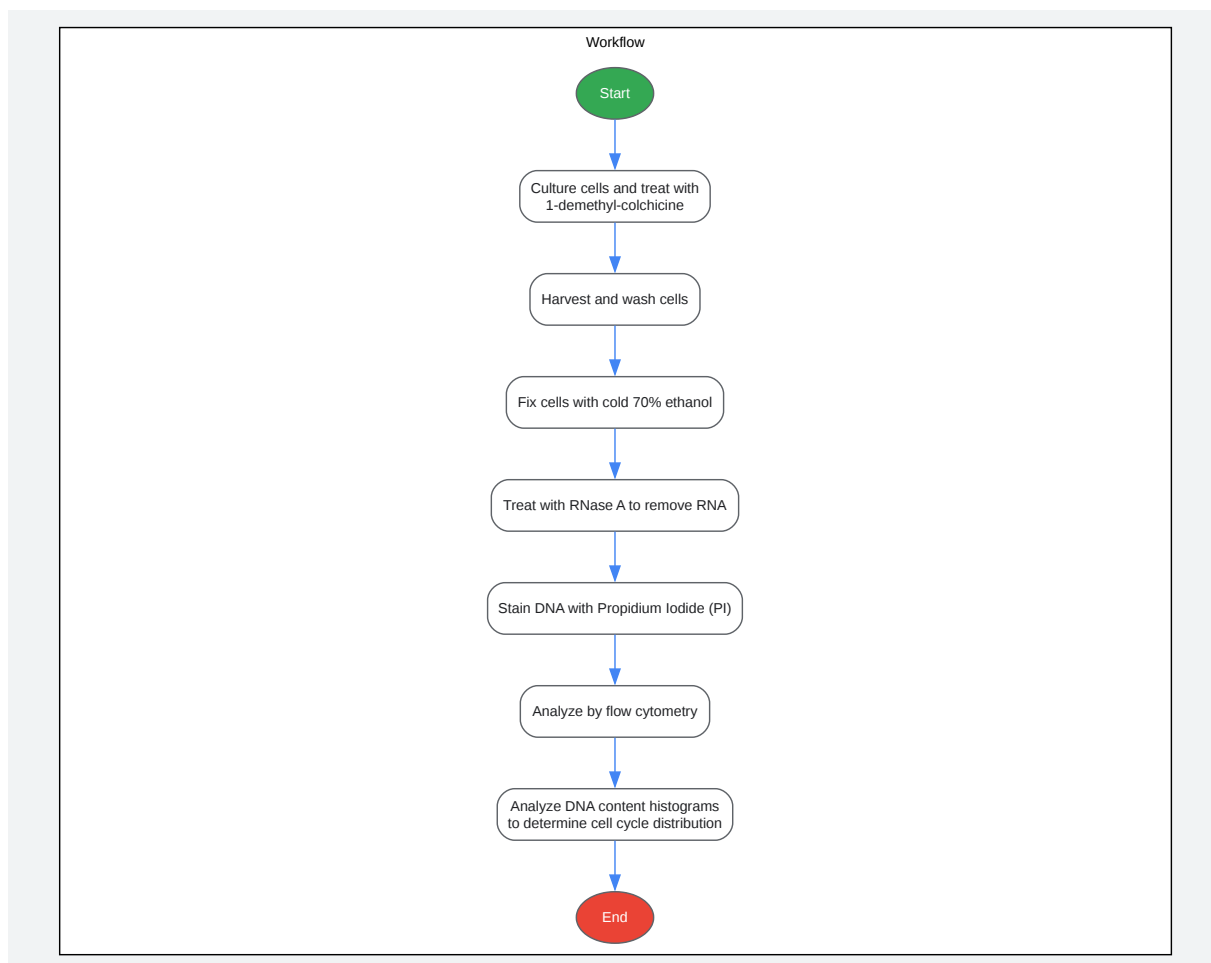 Workflow
Start
Culture cells and treat with
1-demethyl-colchicine
Harvest and wash cells
Fix cells with cold 70% ethanol
Treat with RNase A to remove RNA
Stain DNA with Propidium Iodide (PI)
Analyze by flow cytometry
Analyze DNA content histograms
to determine cell cycle distribution
End